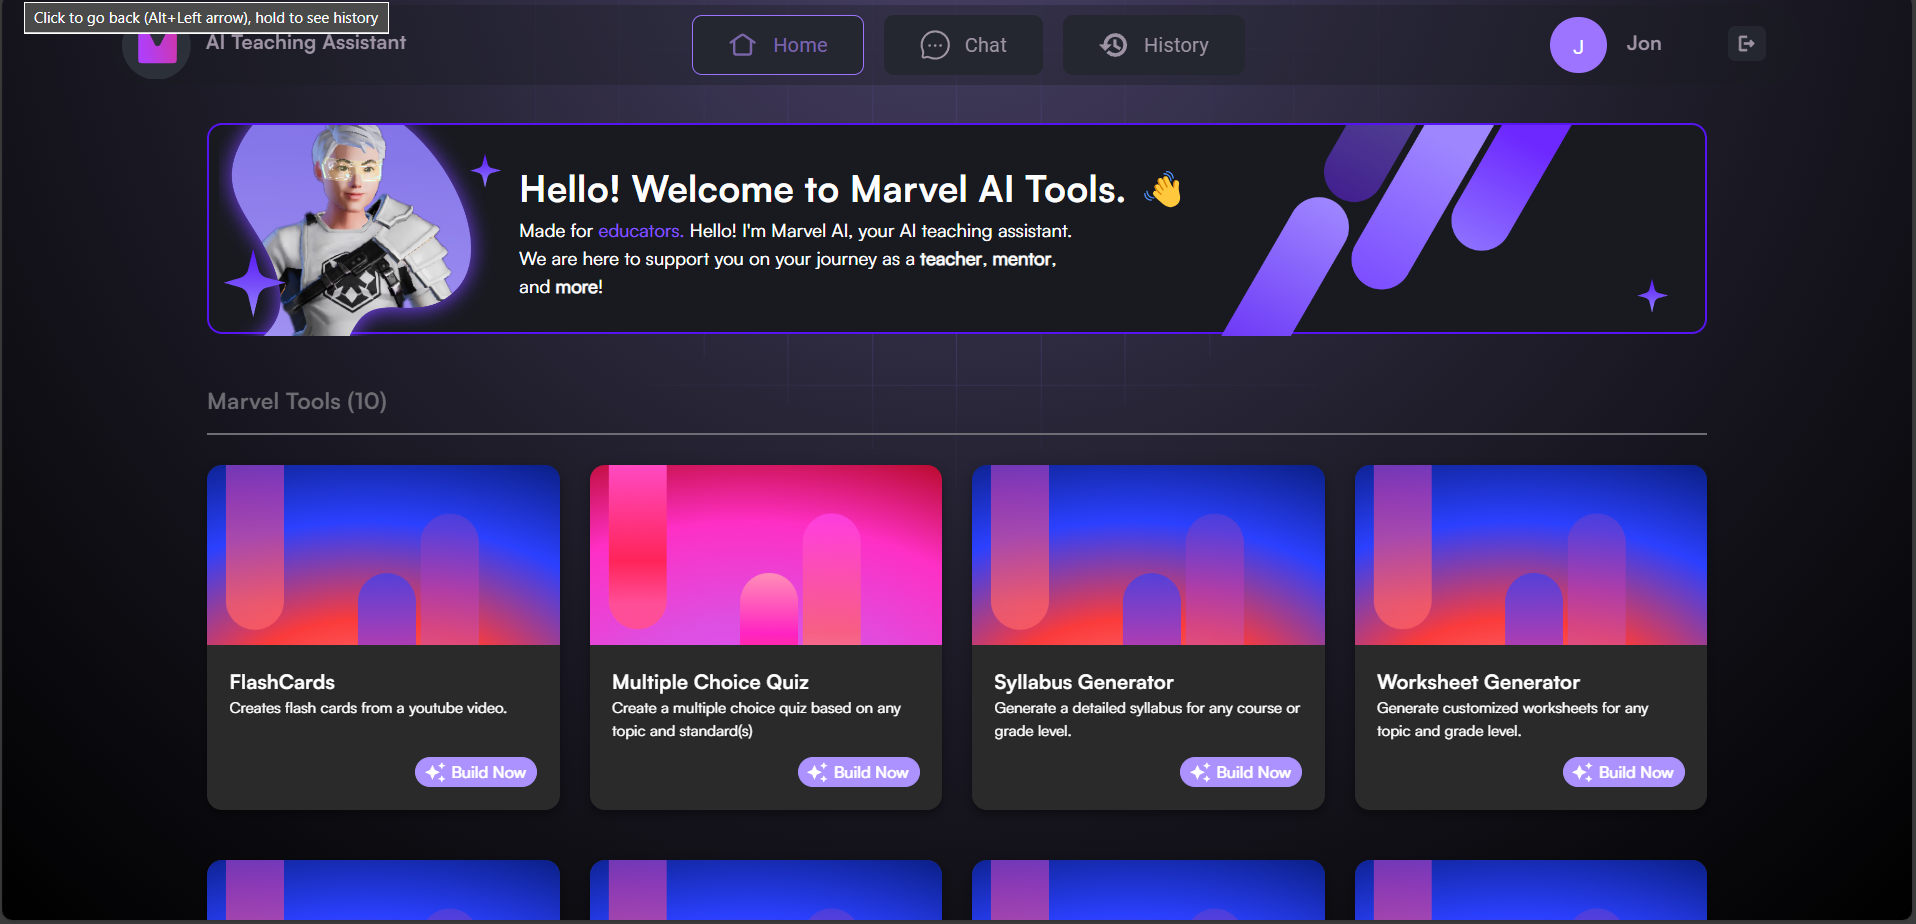 Click to go back (Alt+Left arrow), hold to see history
AI Teaching Assistant
Home
Chat
History
J
Jon
Hello! Welcome to Marvel AI Tools. 👋
Made for educators. Hello! I'm Marvel AI, your AI teaching assistant.
We are here to support you on your journey as a teacher, mentor,
and more!
Marvel Tools (10)
FlashCards
Creates flash cards from a youtube video.
Build Now
Multiple Choice Quiz
Create a multiple choice quiz based on any
topic and standard(s)
Build Now
Syllabus Generator
Generate a detailed syllabus for any course or
grade level.
Build Now
Worksheet Generator
Generate customized worksheets for any
topic and grade level.
Build Now